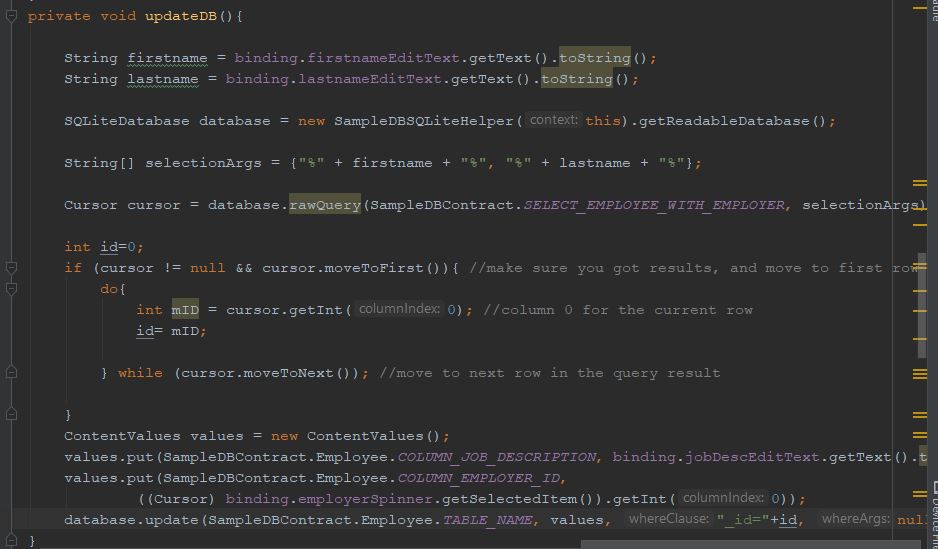 private void updateDB(){
String firstname = binding.firstnameEditText.getText().toString();
String lastname = binding.lastnameEditText.getText().toString();
SQLiteDatabase database = new SampleDBSQLiteHelper( context: this).getReadableDatabase();
String[] selectionArgs = {"%" + firstname + "%", "%" + lastname + "%"};
Cursor cursor = database.rawQuery(SampleDBContract.SELECT_EMPLOYEE_WITH_EMPLOYER, selectionArgs)
int id=0;
if (cursor != null && cursor.moveToFirst()){ //make sure you got results, and move to first row
do{
int mID = cursor.getInt( columnIndex: 0); //column 0 for the current row
id= mID;
} while (cursor.moveToNext()); //move to next row in the query result
}
ContentValues values = new ContentValues();
values.put(SampleDBContract.Employee.COLUMN_JOB_DESCRIPTION, binding.jobDescEditText.getText().t
values.put(SampleDBContract.Employee.COLUMN_EMPLOYER_ID,
((Cursor) binding.employerSpinner.getSelectedItem()).getInt( columnIndex: 0));
database.update(SampleDBContract.Employee.TABLE_NAME, values, whereClause: "_id="+id, whereArgs: null
}